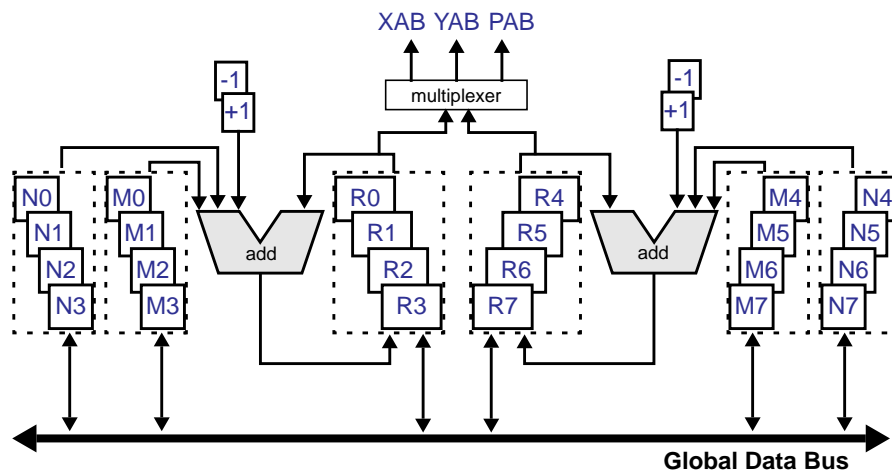 XAB YAB PAB
multiplexer
-1
+1
-1
+1
N0 M0 R0 R4 M4 N4
N1 M1 R1 R5 M5 N5
add add
N2 M2 R2 R6 M6 N6
N3 M3 R3 R7 M7 N7
Global Data Bus